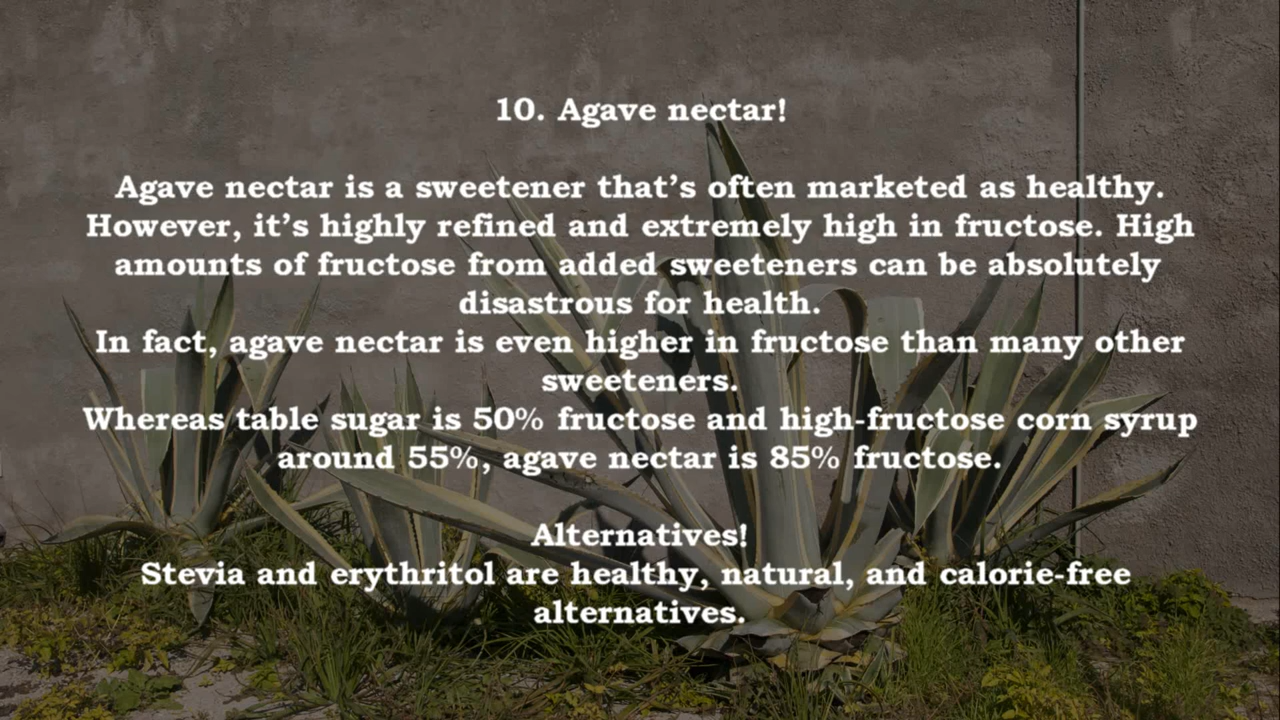 10. Agave nectar!
Agave nectar is a sweetener that's often marketed as healthy.
However, it's highly refined and extremely high in fructose. High
amounts of fructose from added sweeteners can be absolutely
disastrous for health.
In fact, agave nectar is even higher in fructose than many other
sweeteners.
Whereas table sugar is 50% fructose and high-fructose corn syrup
around 55%, agave nectar is 85% fructose.
Alternatives!
Stevia and erythritol are healthy, natural, and calorie-free
alternatives.